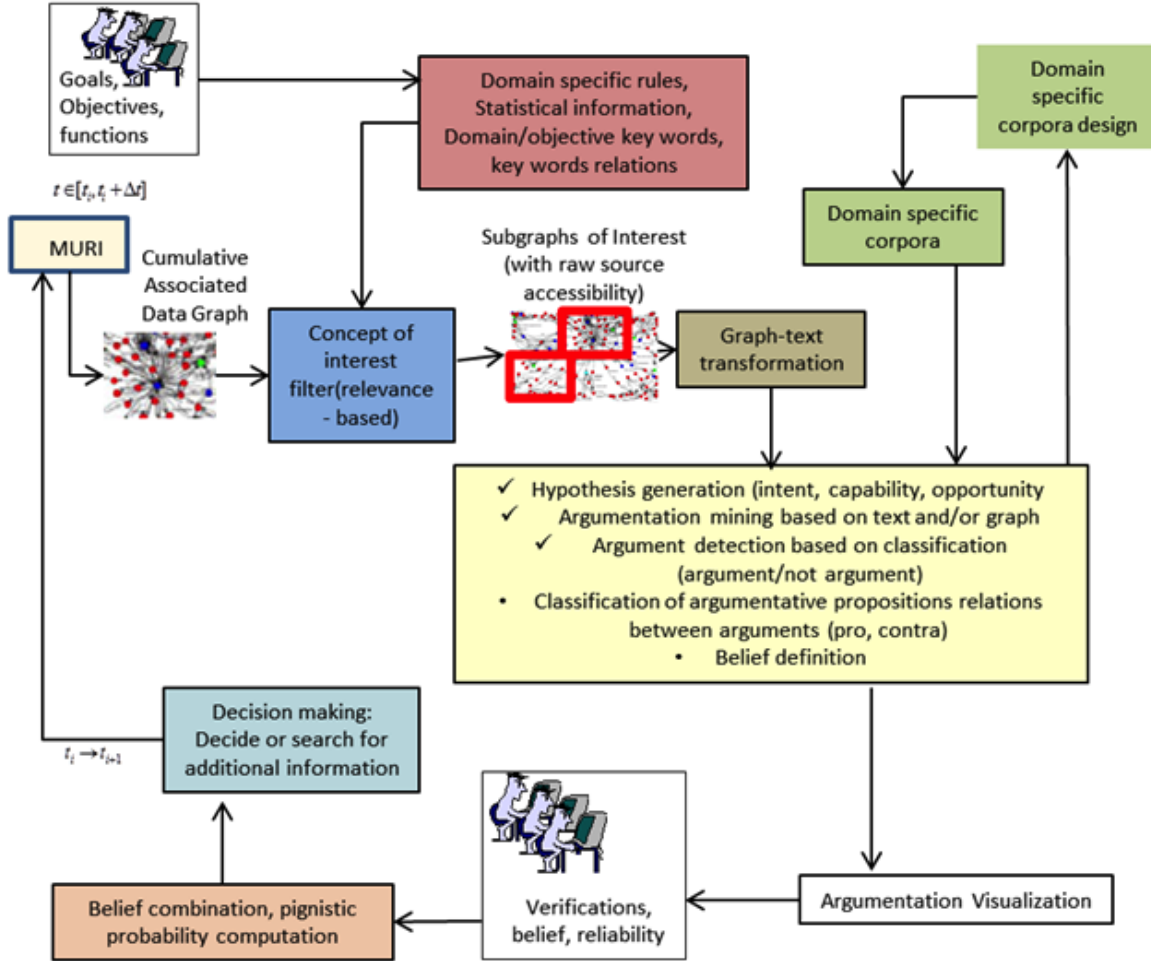 Goals,
Objectives,
functions
Domain specific rules,
Statistical information,
Domain/objective key words,
key words relations
Domain
specific
corpora design
t ∈[tᵢ,tᵢ + Δt]
MURI
Cumulative
Associated
Data Graph
Concept of
interest
filter(relevance
- based)
Subgraphs of Interest
(with raw source
accessibility)
Graph-text
transformation
Domain specific
corpora
✓ Hypothesis generation (intent, capability, opportunity
✓ Argumentation mining based on text and/or graph
✓ Argument detection based on classification
(argument/not argument)
• Classification of argumentative propositions relations
between arguments (pro, contra)
• Belief definition
Decision making:
Decide or search for
additional information
tᵢ → tᵢ₊₁
Belief combination, pignistic
probability computation
Verifications,
belief, reliability
Argumentation Visualization